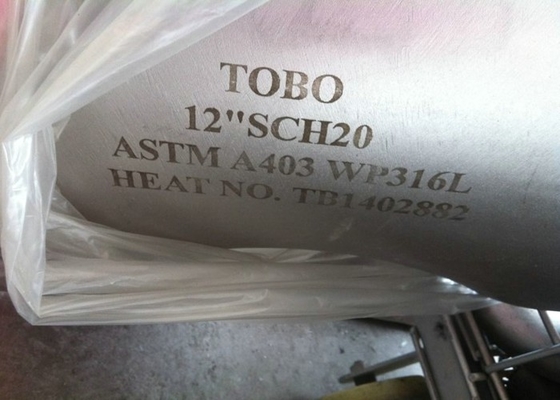 TOBO
12"SCH20
ASTM A403 WP316L
HEAT NO. TB1402882